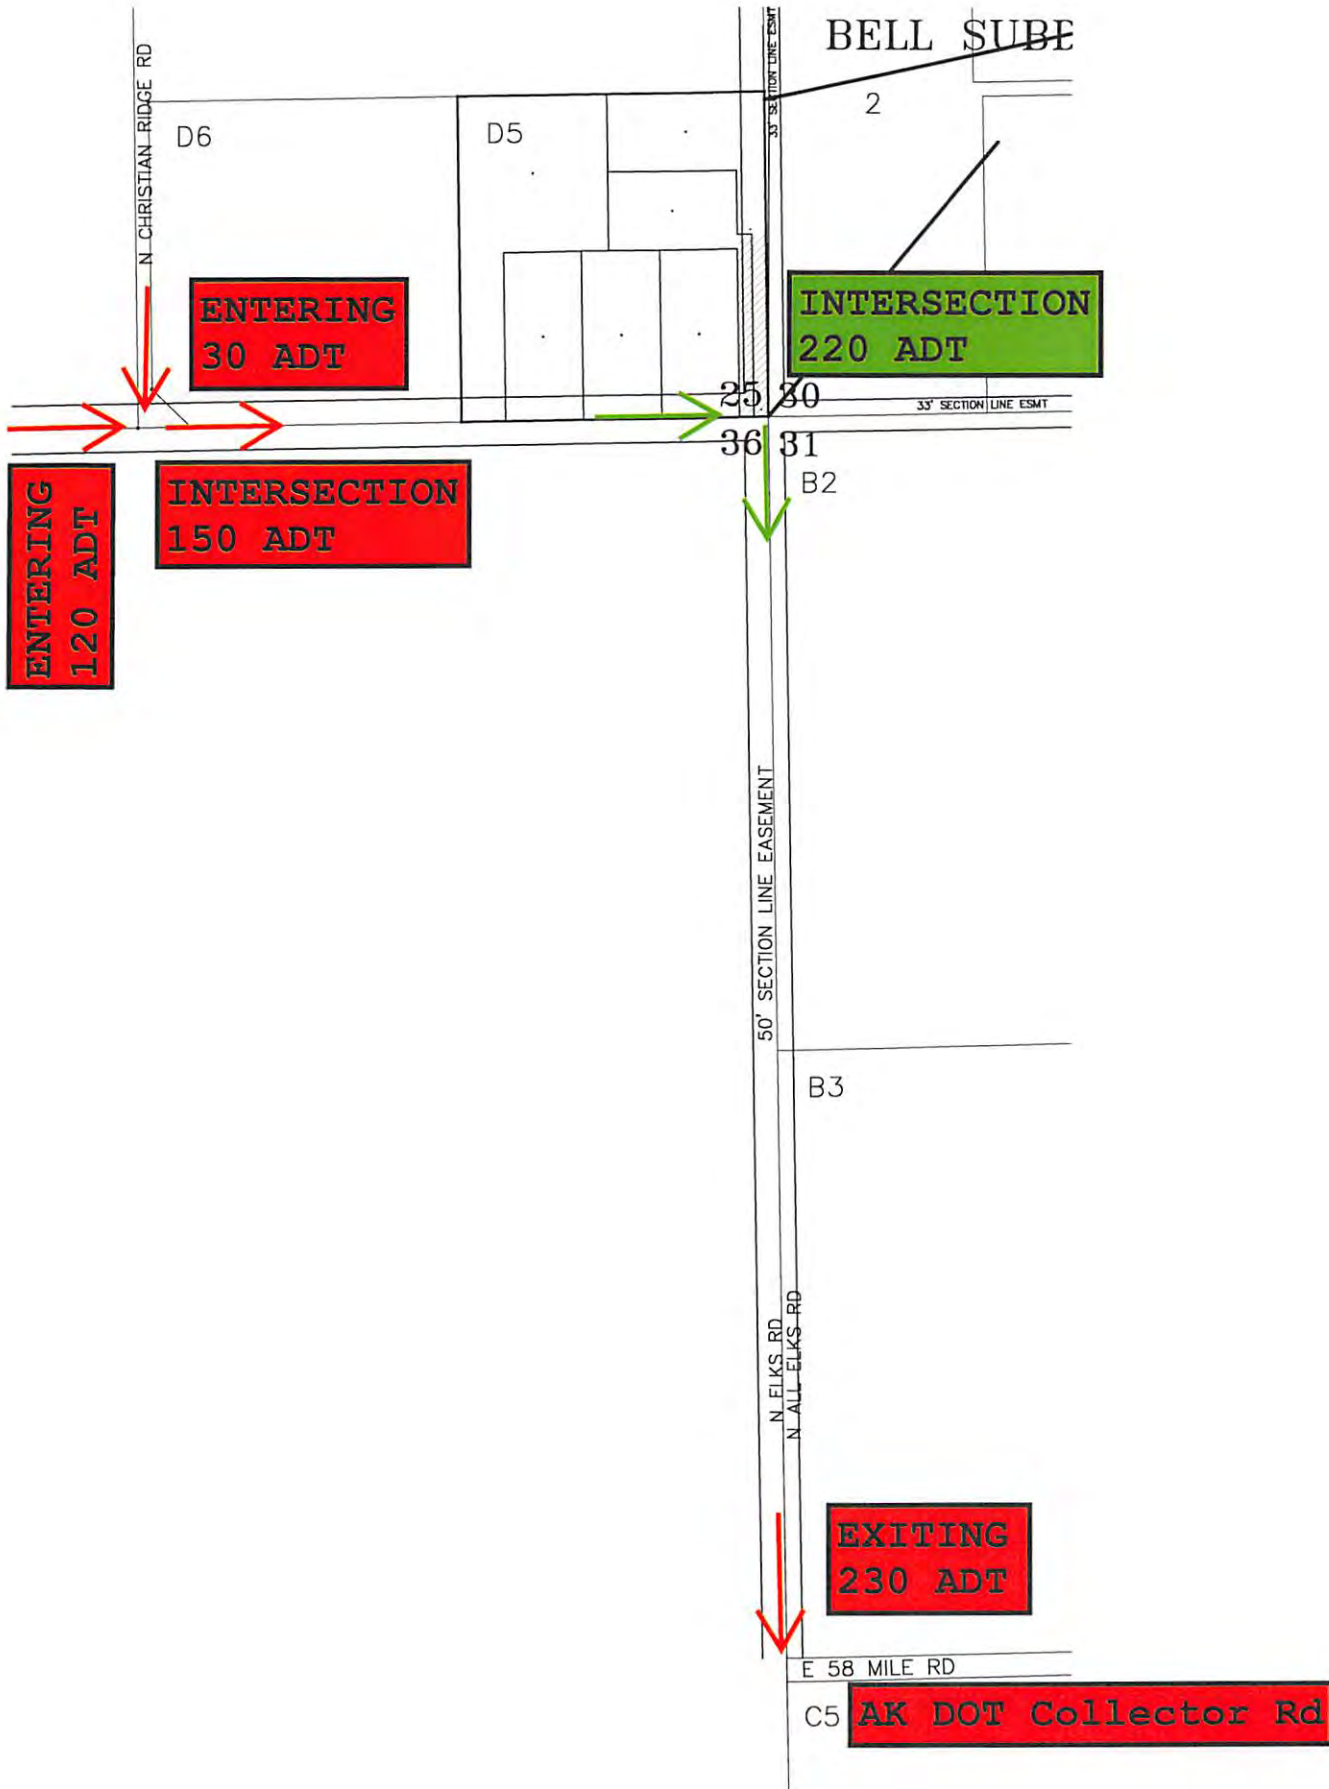 BELL SUBD
N CHRISTIAN RIDGE RD
33' SECTION LINE ESMT
D6
D5
2
ENTERING
30 ADT
INTERSECTION
220 ADT
25 30
33' SECTION LINE ESMT
36 31
B2
ENTERING
120 ADT
INTERSECTION
150 ADT
50' SECTION LINE EASEMENT
B3
N ELKS RD
N ALL ELKS RD
EXITING
230 ADT
E 58 MILE RD
C5
AK DOT Collector Rd